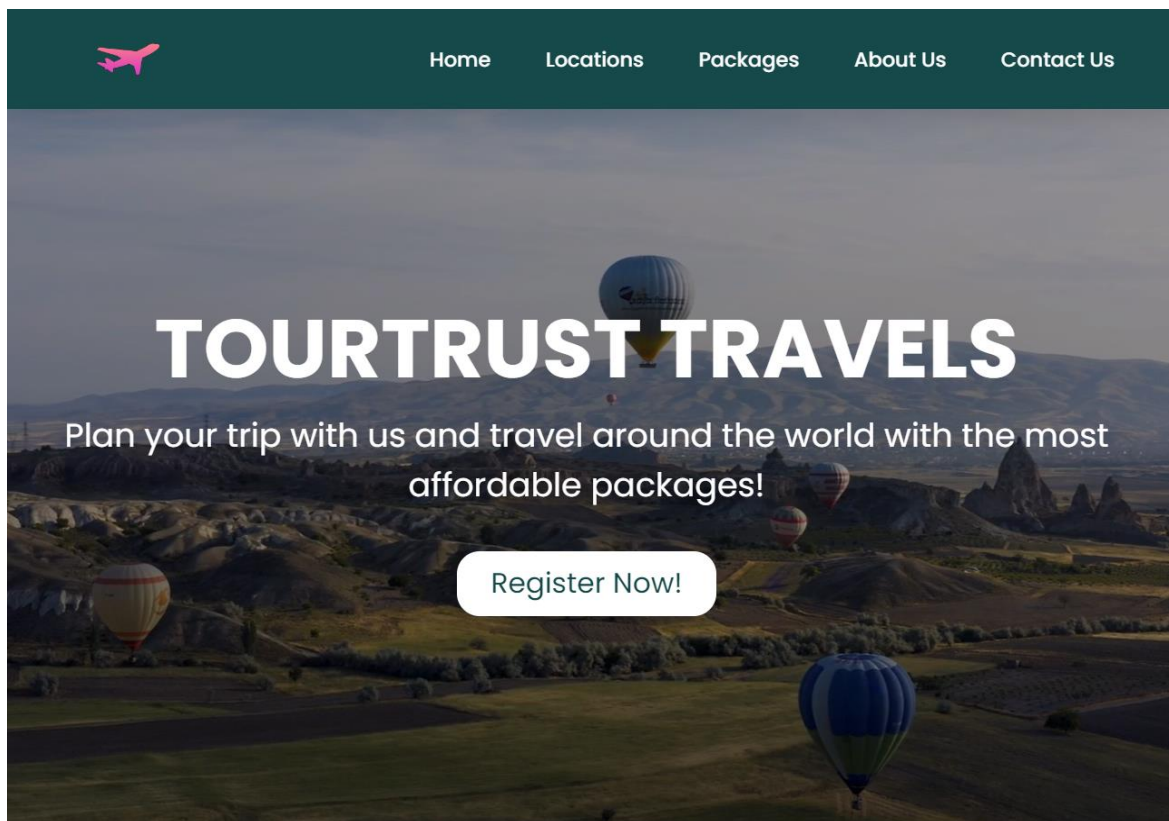 Home Locations Packages About Us Contact Us
TOURTRUST TRAVELS
Plan your trip with us and travel around the world with the most
affordable packages!
Register Now!